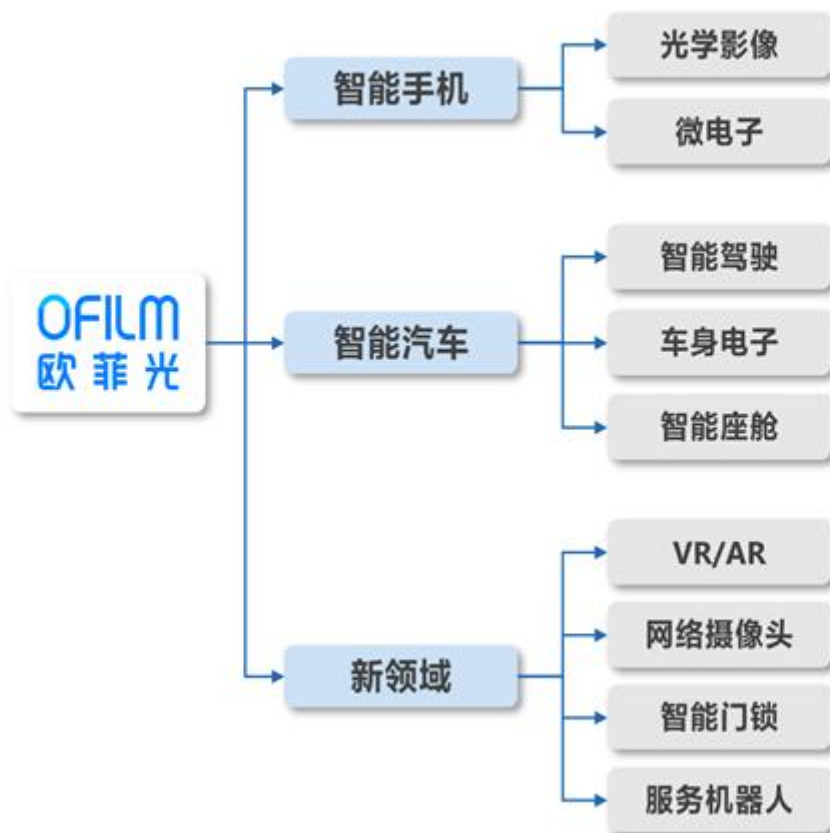 OFILM
欧菲光
智能手机
光学影像
微电子
智能汽车
智能驾驶
车身电子
智能座舱
新领域
VR/AR
网络摄像头
智能门锁
服务机器人